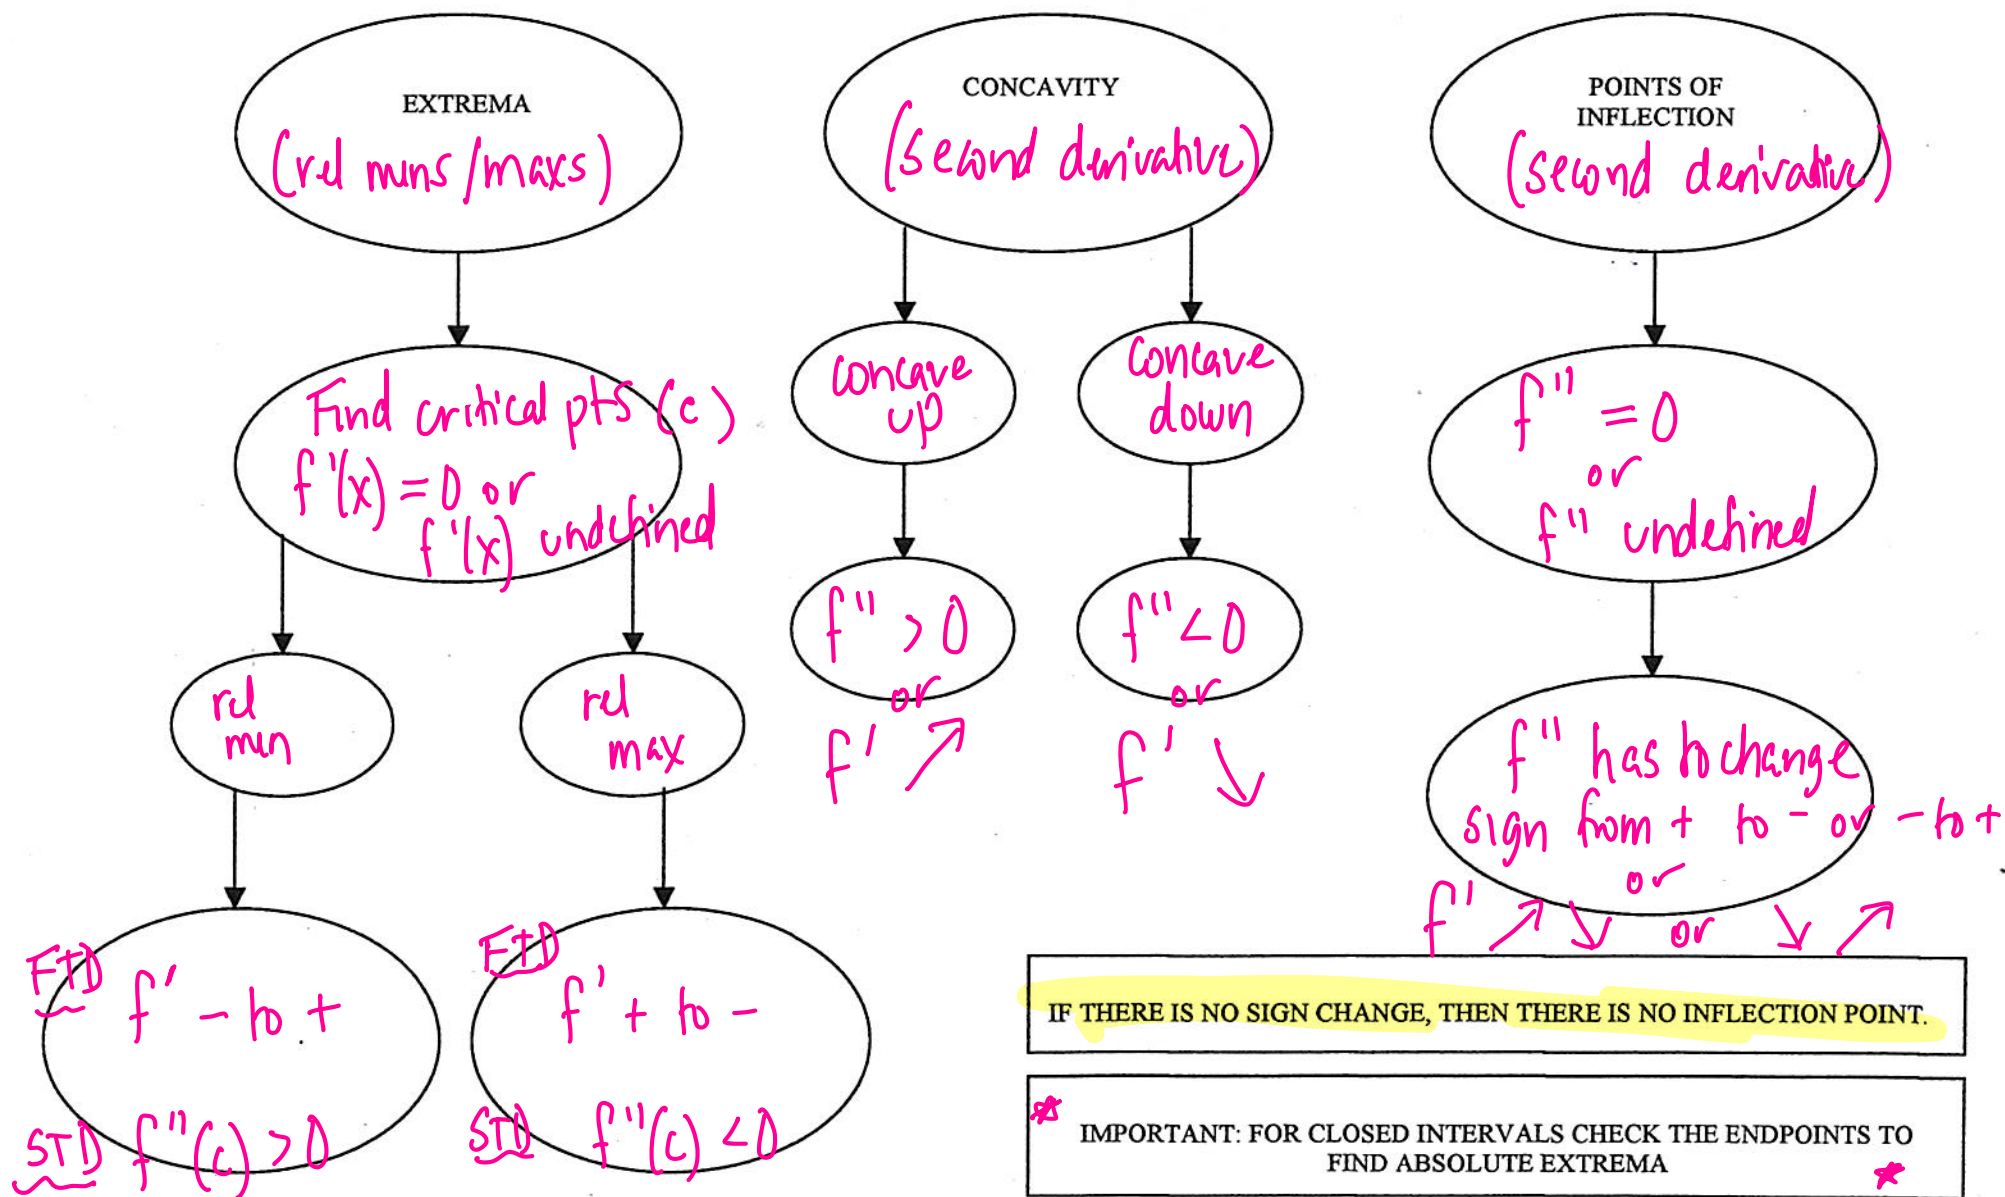 EXTREMA
(rel mins/maxs)
Find critical pts (c)
f'(x) = 0 or
f'(x) undefined
rel
min
rel
max
FTD
f' - to +
STD f''(c) > 0
FTD
f' + to -
STD f''(c) < 0
CONCAVITY
(second derivative)
concave
up
f'' > 0
or
f' ↗
concave
down
f'' < 0
or
f' ↘
POINTS OF
INFLECTION
(second derivative)
f'' = 0
or
f'' undefined
f'' has to change
sign from + to - or - to +
or
f' ↗ ↘ or ↘ ↗
IF THERE IS NO SIGN CHANGE, THEN THERE IS NO INFLECTION POINT.
IMPORTANT: FOR CLOSED INTERVALS CHECK THE ENDPOINTS TO
FIND ABSOLUTE EXTREMA